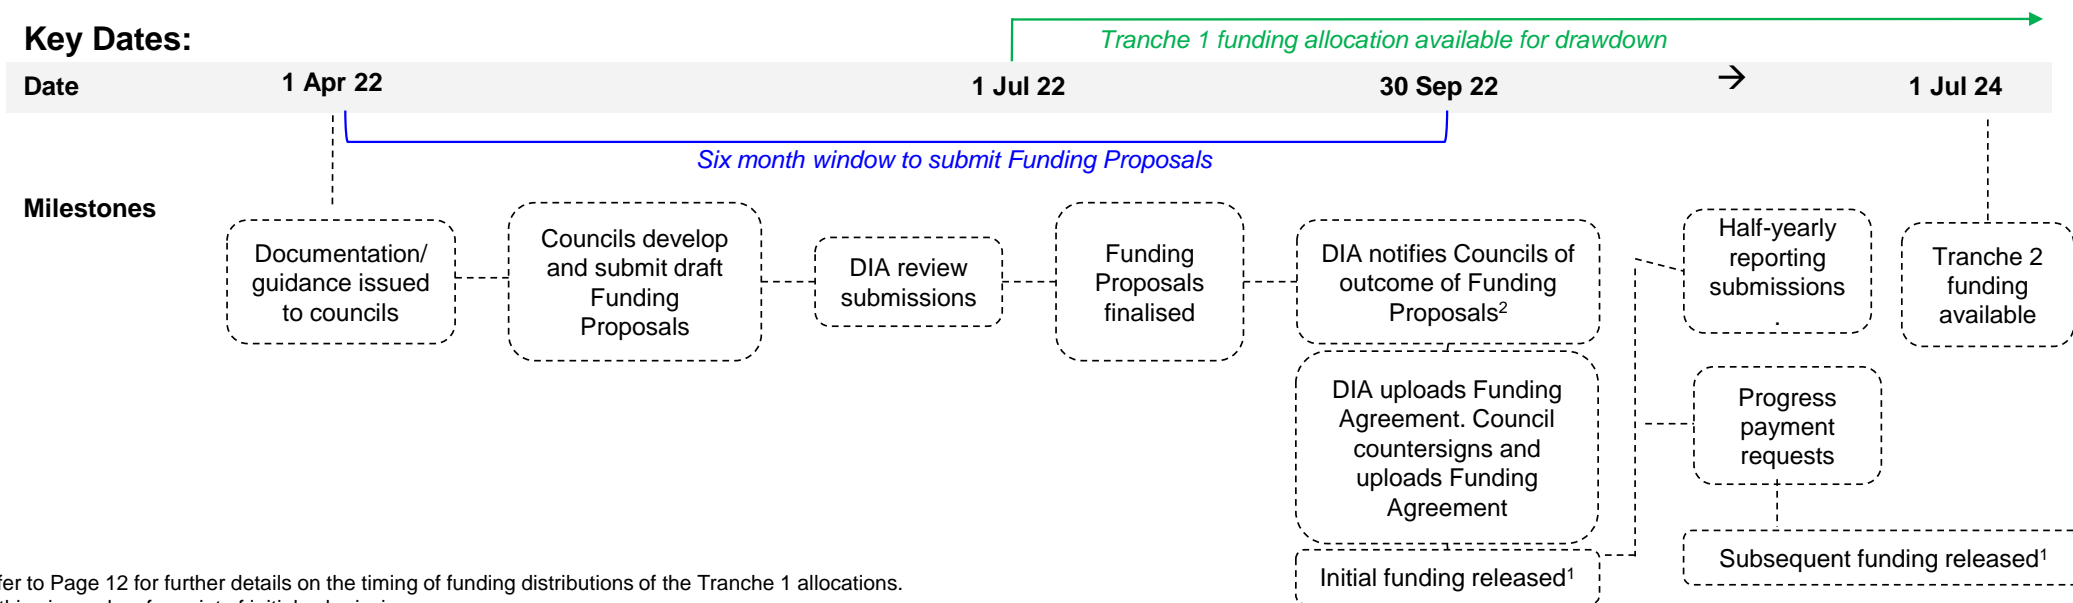 Key Dates:
Tranche 1 funding allocation available for drawdown
Date 1 Apr 22 1 Jul 22 30 Sep 22 → 1 Jul 24
Six month window to submit Funding Proposals
Milestones
Documentation/
guidance issued
to councils
Councils develop
and submit draft
Funding
Proposals
DIA review
submissions
Funding
Proposals
finalised
DIA notifies Councils of
outcome of Funding
Proposals²
DIA uploads Funding
Agreement. Council
countersigns and
uploads Funding
Agreement
Initial funding released¹
Half-yearly
reporting
submissions
.
Progress
payment
requests
Subsequent funding released¹
Tranche 2
funding
available
fer to Page 12 for further details on the timing of funding distributions of the Tranche 1 allocations.